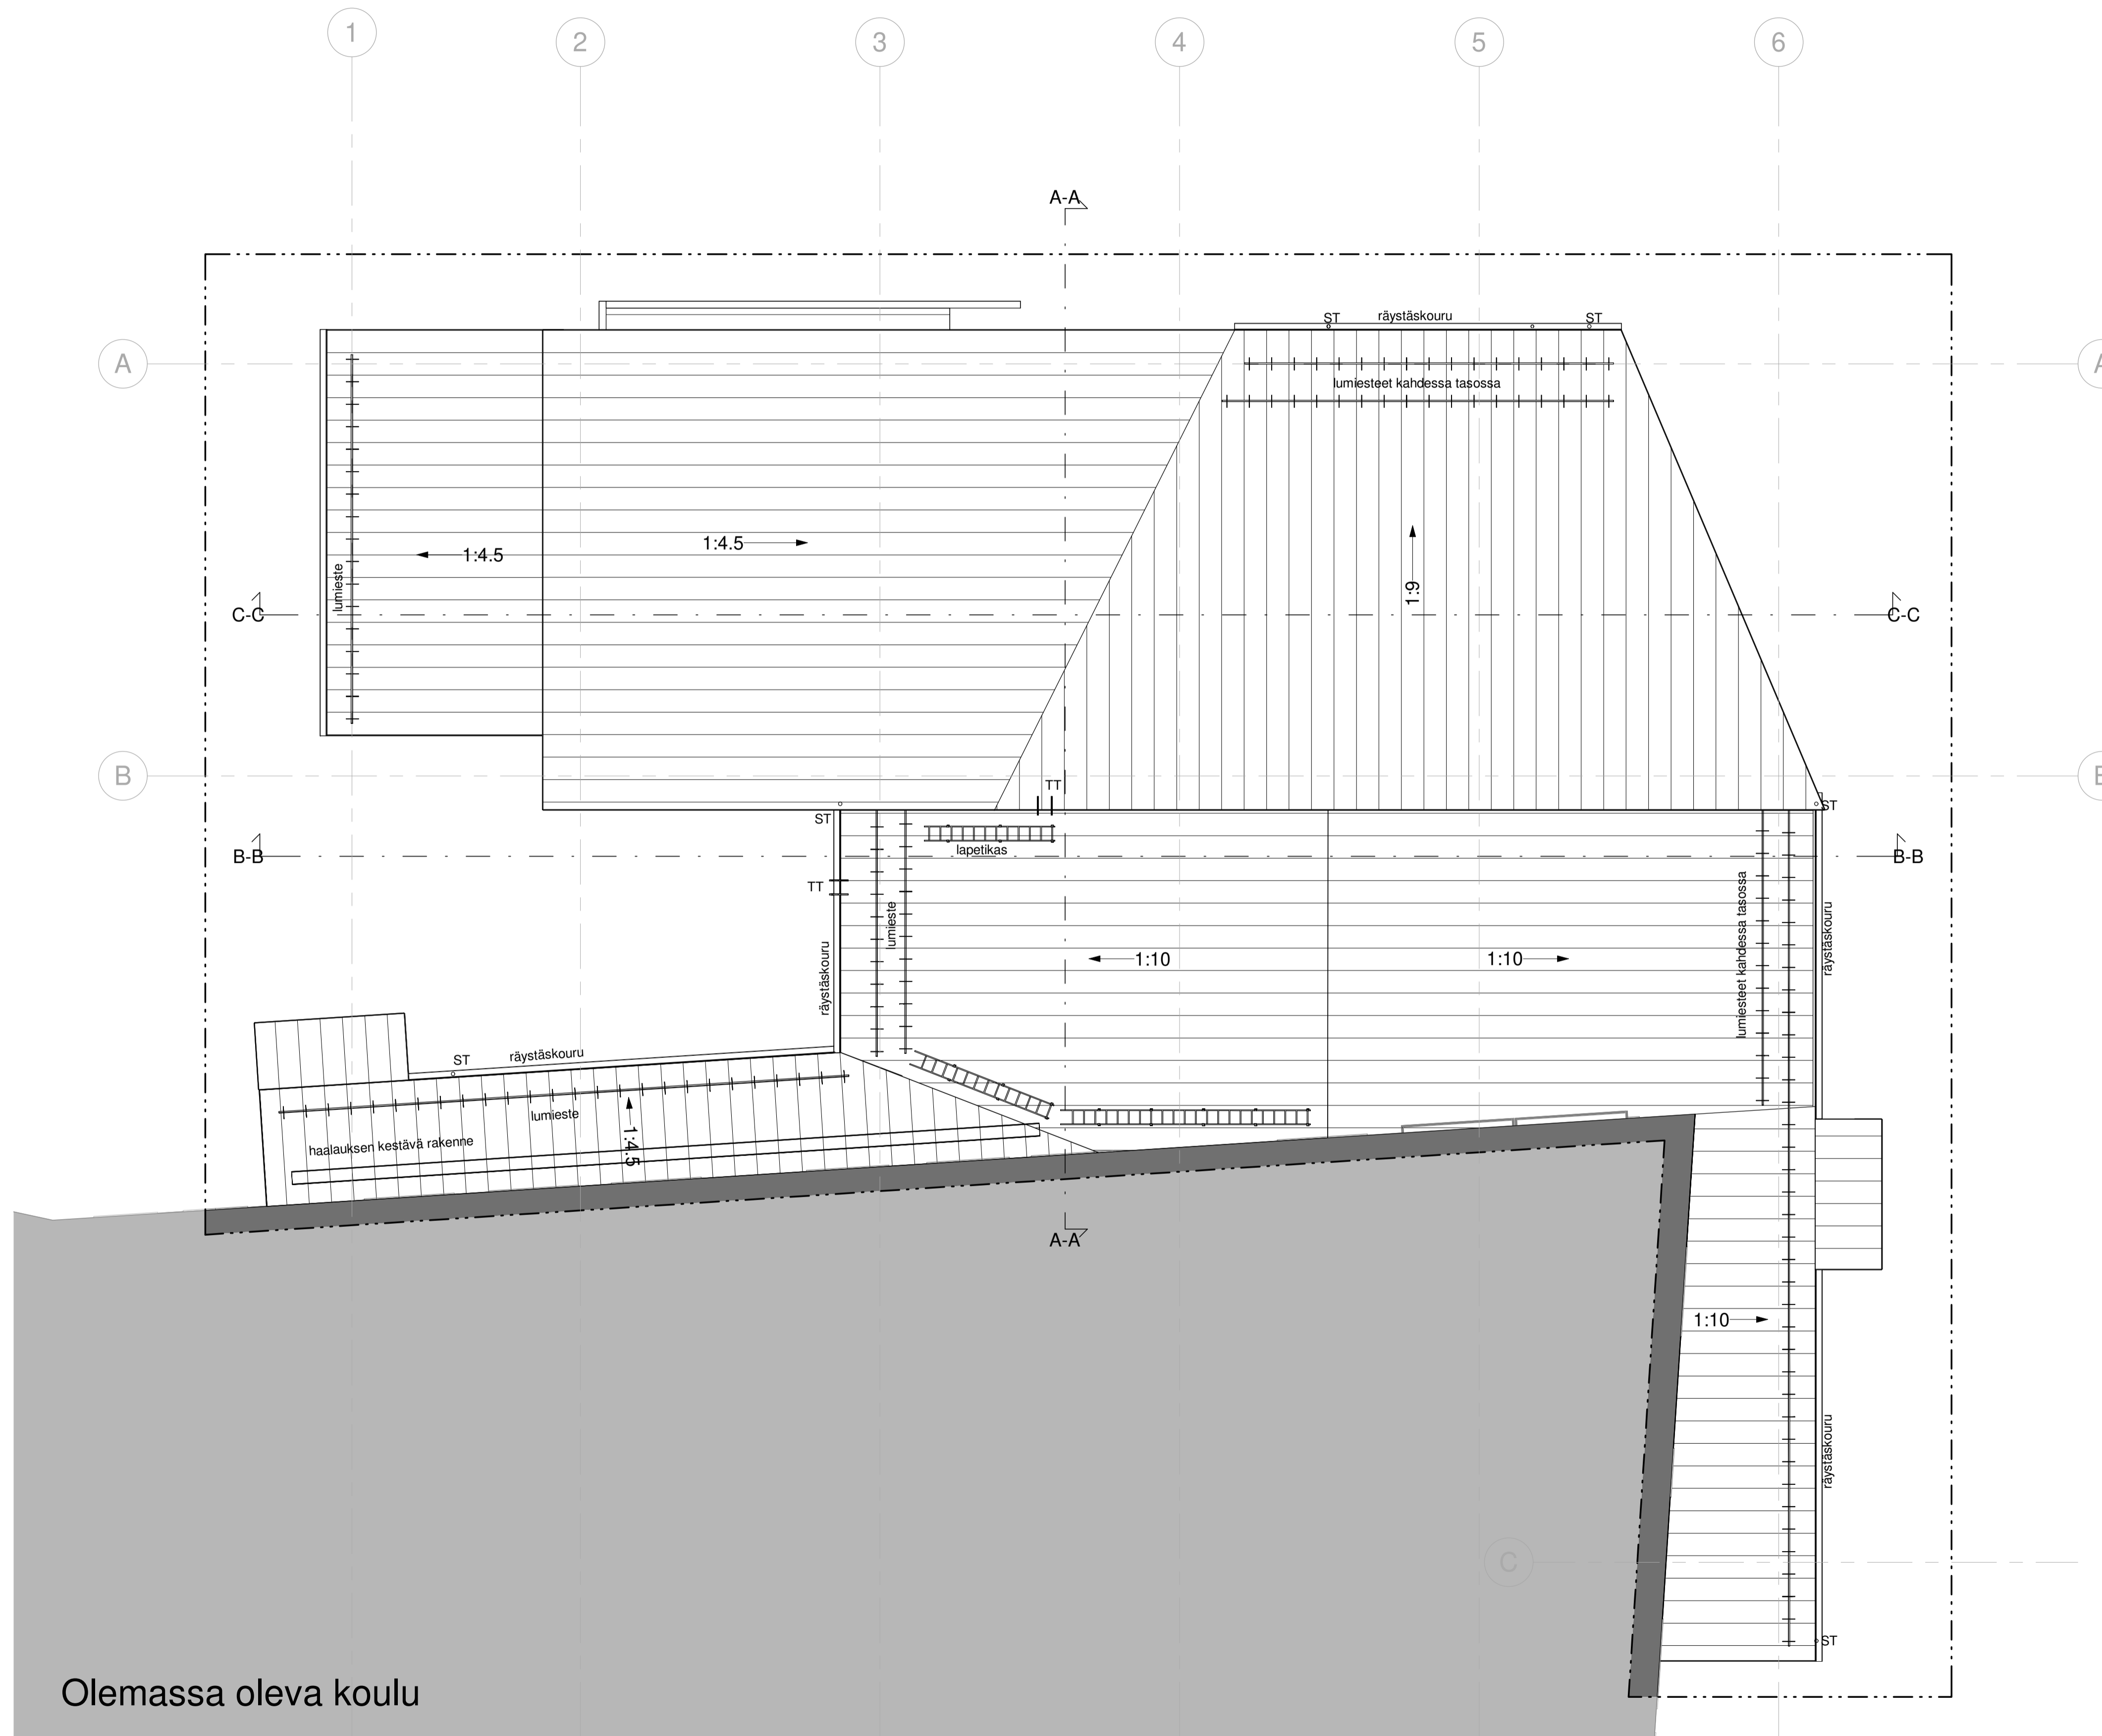 1
2
3
4
5
6
A-A
ST
räystäskouru
ST
A
A
lumiesteet kahdessa tasossa
1:4.5
1:4.5
lumieste
1:9
C-C
C-C
B
TT
ST
ST
lapetikas
B-B
B-B
TT
lumieste
lumiesteet kahdessa tasossa
räystäskouru
räystäskouru
1:10
1:10
ST
räystäskouru
lumieste
haalauksen kestävä rakenne
1:4.5
A-A
1:10
räystäskouru
C
ST
Olemassa oleva koulu